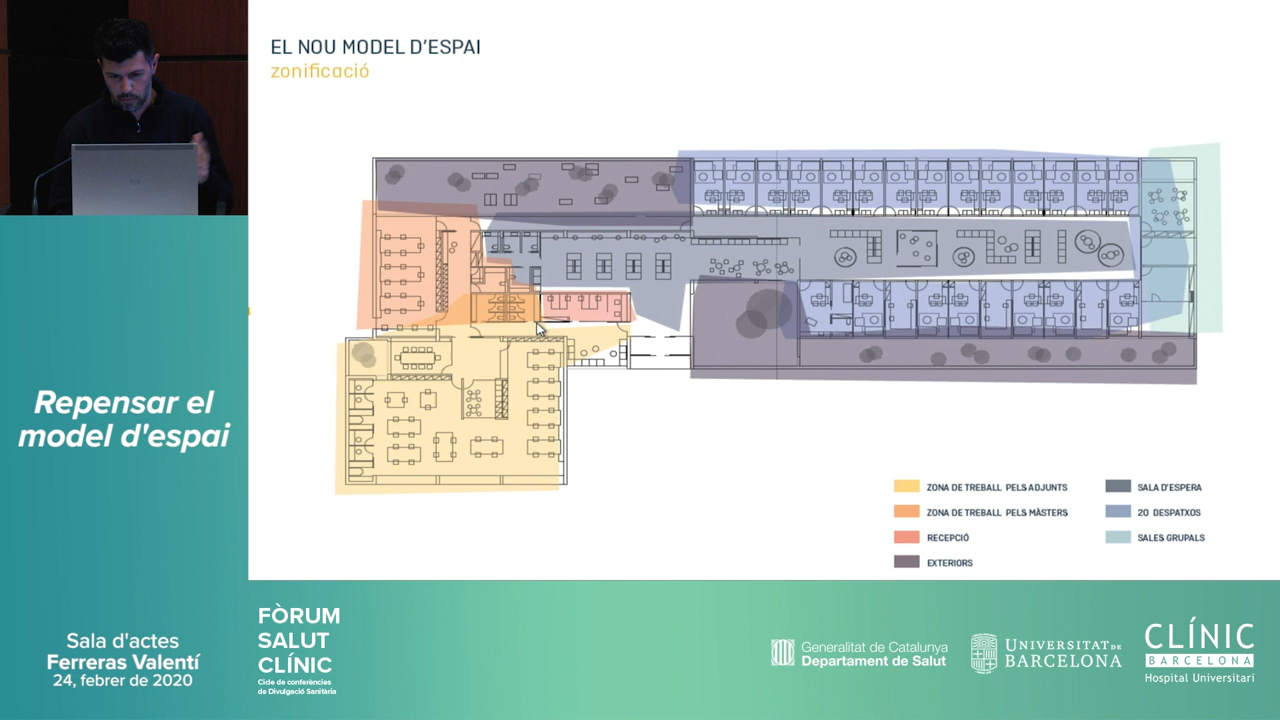 EL NOU MODEL D'ESPAI
zonificació
Repensar el
model d'espai
ZONA DE TREBALL PELS ADJUNTS
ZONA DE TREBALL PELS MÀSTERS
RECEPCIÓ
EXTERIORS
SALA D'ESPERA
20 DESPATXOS
SALES GRUPALS
Sala d'actes
Ferreras Valentí
24, febrer de 2020
FÒRUM
SALUT
CLÍNIC
Cicle de conferències
de Divulgació Sanitària
Generalitat de Catalunya
Departament de Salut
UNIVERSITAT DE
BARCELONA
CLÍNIC
BARCELONA
Hospital Universitari